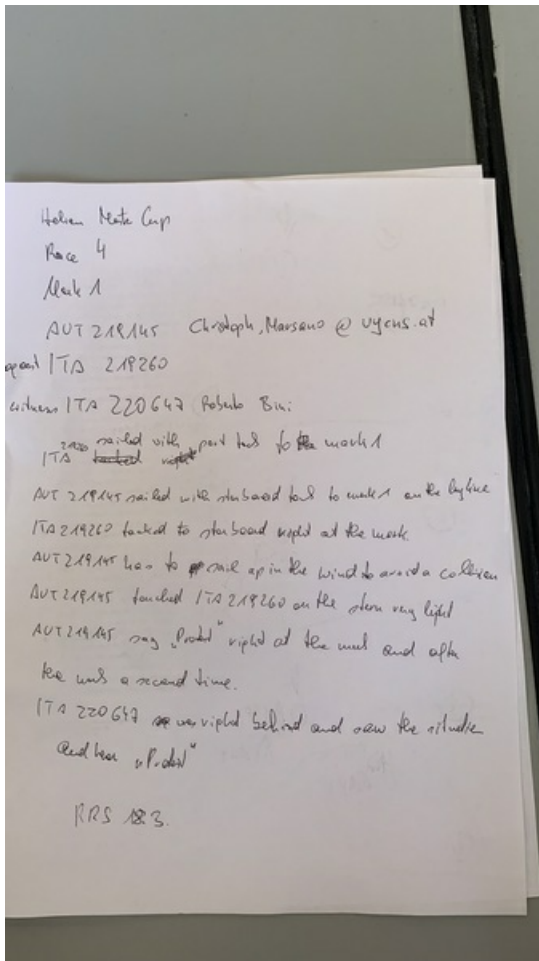 Italian Master Cup
Race 4
Mark 1
AUT 219145 Christoph.Marsano @ uycns.at
ITA 219260
witness ITA 220647 Roberto Bini
ITA sailed with port tack to mark 1
AUT 219145 sailed with starboard tack to mark 1 on the layline
ITA 219260 tacked to starboard right at the mark.
AUT 219145 has to sail up in the wind to avoid a collision
AUT 219145 touched ITA 219260 on the stern very light
AUT 219145 say "Protest" right at the mark and after
the mark a second time.
ITA 220647 was right behind and saw the situation
and hear "Protest"
RRS 18.3.